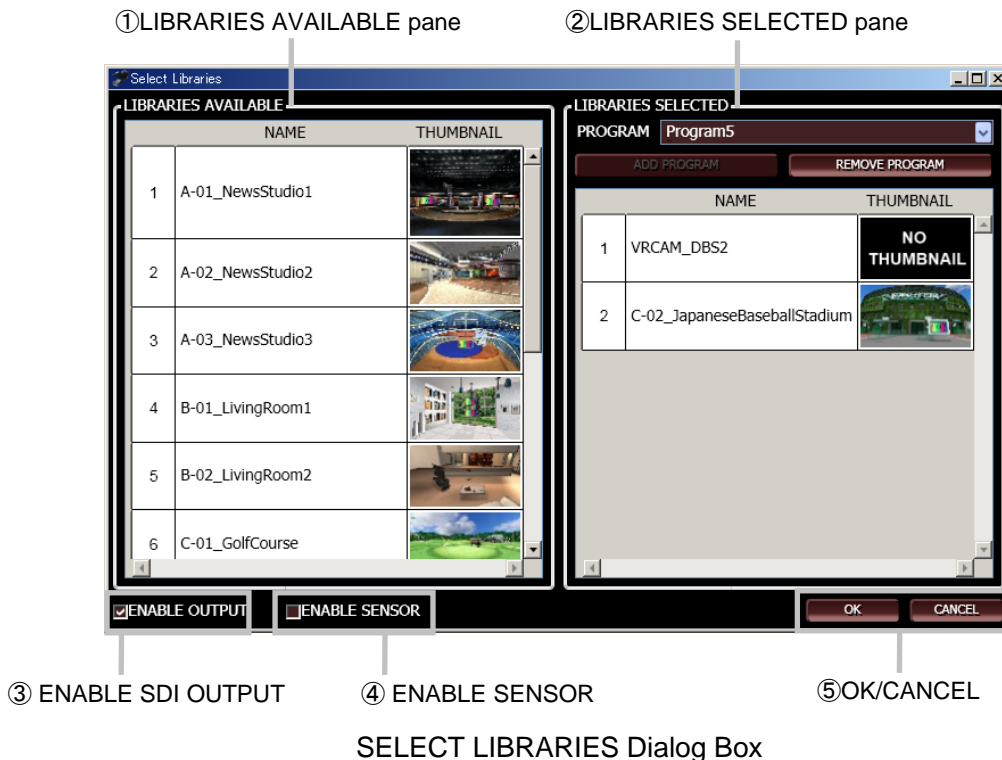 ①LIBRARIES AVAILABLE pane
②LIBRARIES SELECTED pane
Select Libraries
LIBRARIES AVAILABLE
NAME THUMBNAIL
1 A-01_NewsStudio1
2 A-02_NewsStudio2
3 A-03_NewsStudio3
4 B-01_LivingRoom1
5 B-02_LivingRoom2
6 C-01_GolfCourse
LIBRARIES SELECTED
PROGRAM Program5
ADD PROGRAM REMOVE PROGRAM
NAME THUMBNAIL
1 VRCAM_DBS2 NO
THUMBNAIL
2 C-02_JapaneseBaseballStadium
ENABLE OUTPUT ENABLE SENSOR OK CANCEL
③ ENABLE SDI OUTPUT
④ ENABLE SENSOR
⑤OK/CANCEL
SELECT LIBRARIES Dialog Box